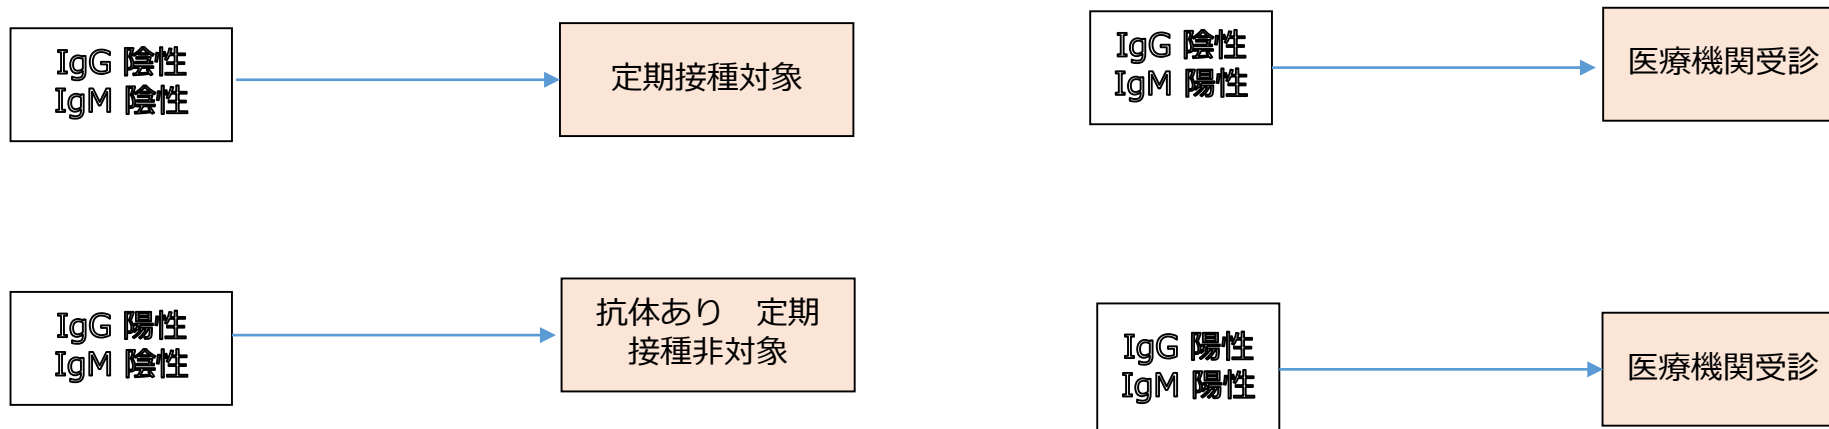 IgG 陰性
IgM 陰性
定期接種対象
IgG 陰性
IgM 陽性
医療機関受診
IgG 陽性
IgM 陰性
抗体あり　定期
接種非対象
IgG 陽性
IgM 陽性
医療機関受診